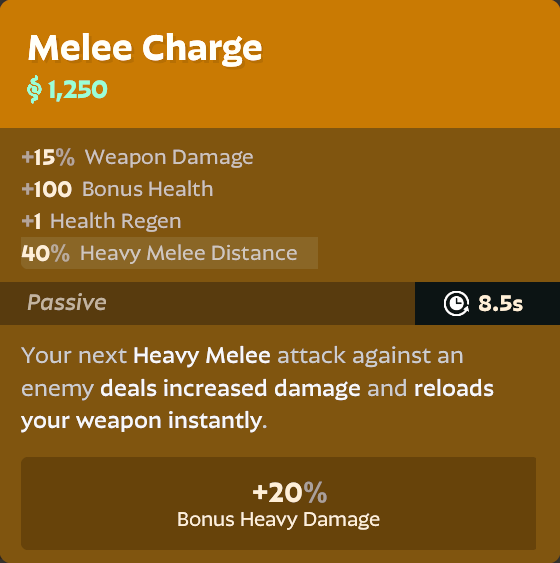 Melee Charge
1,250
+15% Weapon Damage
+100 Bonus Health
+1 Health Regen
40% Heavy Melee Distance
Passive 8.5s
Your next Heavy Melee attack against an
enemy deals increased damage and reloads
your weapon instantly.
+20%
Bonus Heavy Damage